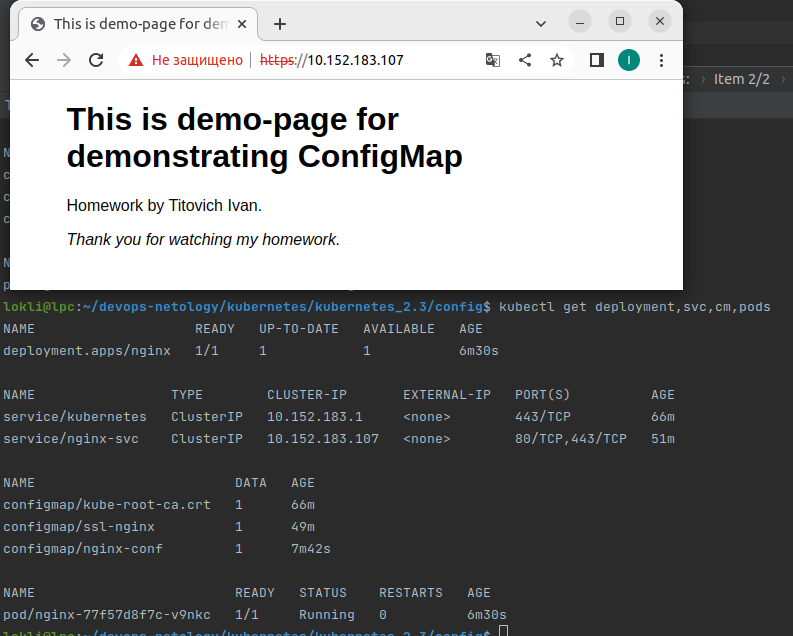 This is demo-page for dem
Не защищено https://10.152.183.107 I
Item 2/2
This is demo-page for
demonstrating ConfigMap
Homework by Titovich Ivan.
Thank you for watching my homework.
lokli@lpc:~/devops-netology/kubernetes/kubernetes_2.3/config$ kubectl get deployment,svc,cm,pods
NAME READY UP-TO-DATE AVAILABLE AGE
deployment.apps/nginx 1/1 1 1 6m30s
NAME TYPE CLUSTER-IP EXTERNAL-IP PORT(S) AGE
service/kubernetes ClusterIP 10.152.183.1 <none> 443/TCP 66m
service/nginx-svc ClusterIP 10.152.183.107 <none> 80/TCP,443/TCP 51m
NAME DATA AGE
configmap/kube-root-ca.crt 1 66m
configmap/ssl-nginx 1 49m
configmap/nginx-conf 1 7m42s
NAME READY STATUS RESTARTS AGE
pod/nginx-77f57d8f7c-v9nkc 1/1 Running 0 6m30s
lokli@lpc:~/devops-netology/kubernetes/kubernetes_2.3/config$